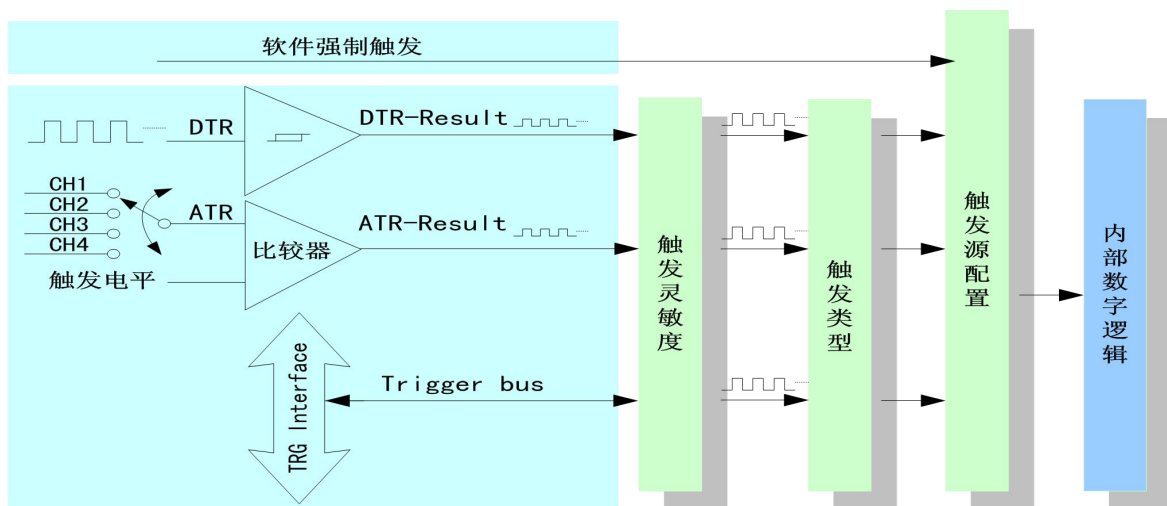 软件强制触发
DTR
DTR-Result
CH1
CH2
CH3
CH4
ATR
ATR-Result
触发电平
比较器
TRG Interface
Trigger bus
触发灵敏度
触发类型
触发源配置
内部数字逻辑